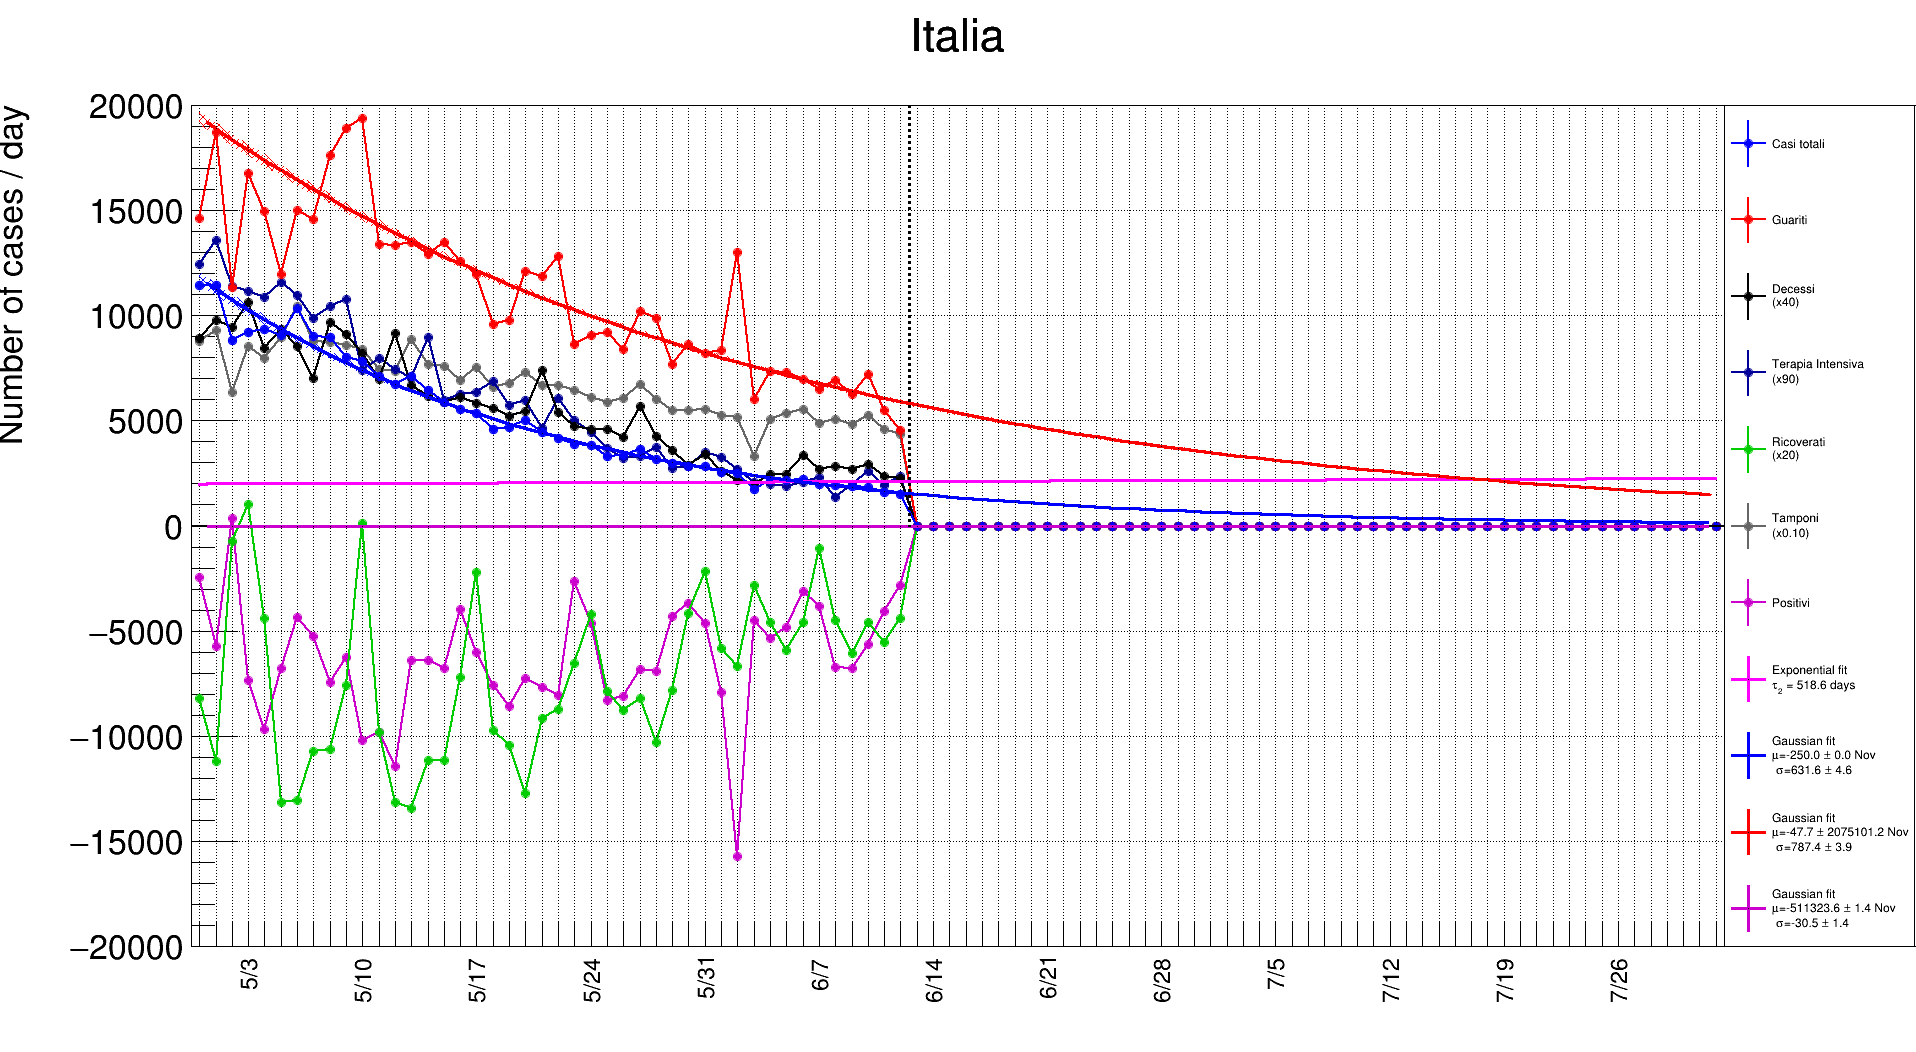 Italia
Number of cases / day
20000
15000
10000
5000
0
−5000
−10000
−15000
−20000
5/3
5/10
5/17
5/24
5/31
6/7
6/14
6/21
6/28
7/5
7/12
7/19
7/26
Casi totali
Guariti
Decessi
(x40)
Terapia Intensiva
(x90)
Ricoverati
(x20)
Tamponi
(x0.10)
Positivi
Exponential fit
τ2 = 518.6 days
Gaussian fit
μ=-250.0 ± 0.0 Nov
σ=631.6 ± 4.6
Gaussian fit
μ=-47.7 ± 2075101.2 Nov
σ=787.4 ± 3.9
Gaussian fit
μ=-511323.6 ± 1.4 Nov
σ=-30.5 ± 1.4